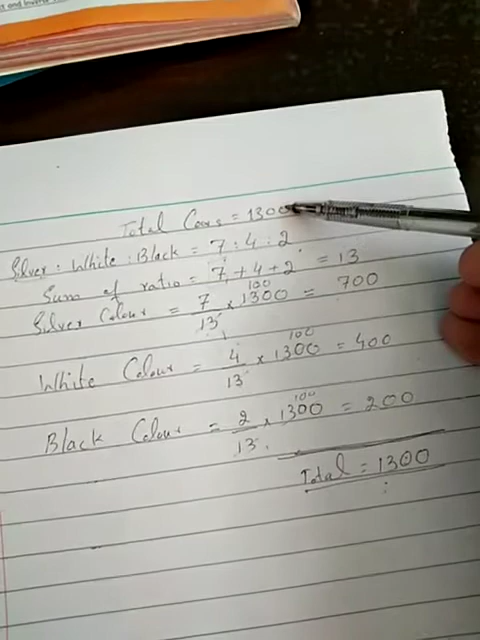 and Inverse
Total Cars = 1300
Silver : White : Black = 7 : 4 : 2
Sum of ratio = 7 + 4 + 2 = 13
Silver Colour = 7/13 × 1300 100 = 700
White Colour = 4/13 × 1300 100 = 400
Black Colour = 2/13 × 1300 100 = 200
Total = 1300